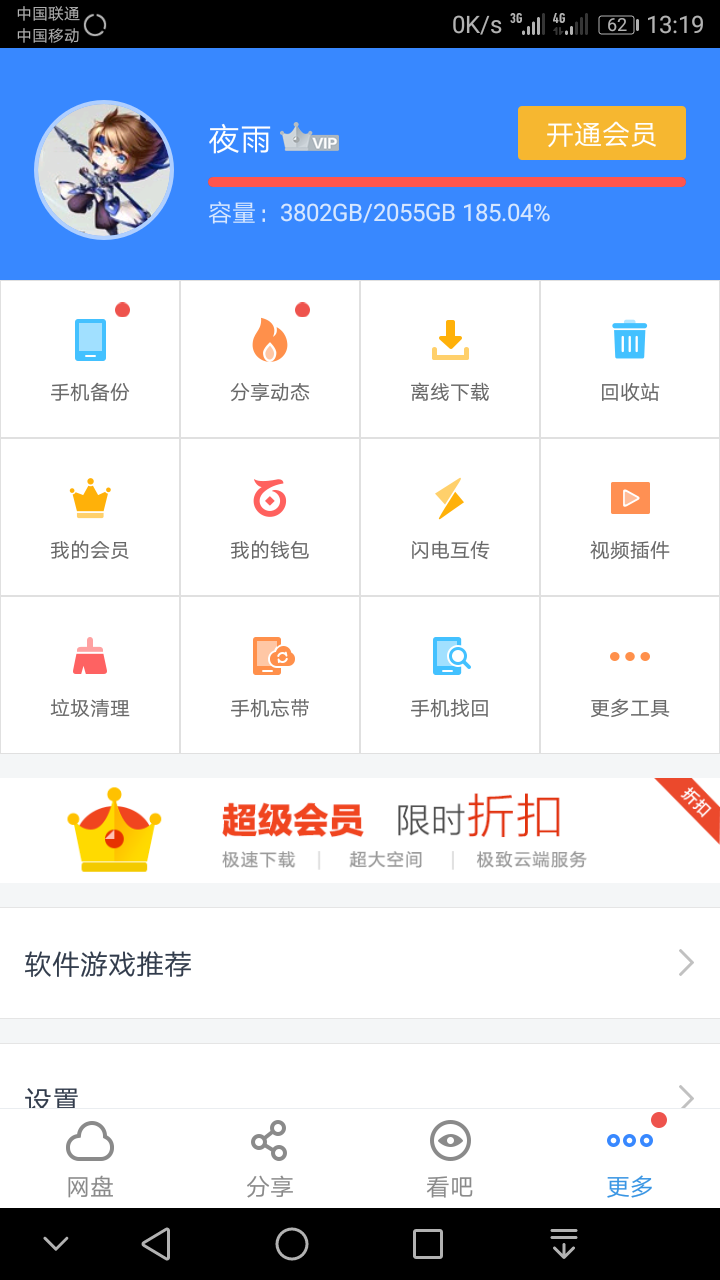 中国联通
中国移动
0K/s 3G 4G 62 13:19
夜雨 VIP
开通会员
容量：3802GB/2055GB 185.04%
手机备份 分享动态 离线下载 回收站
我的会员 我的钱包 闪电互传 视频插件
垃圾清理 手机忘带 手机找回 更多工具
超级会员 限时折扣
折扣
极速下载 | 超大空间 | 极致云端服务
软件游戏推荐
设置
网盘 分享 看吧 更多